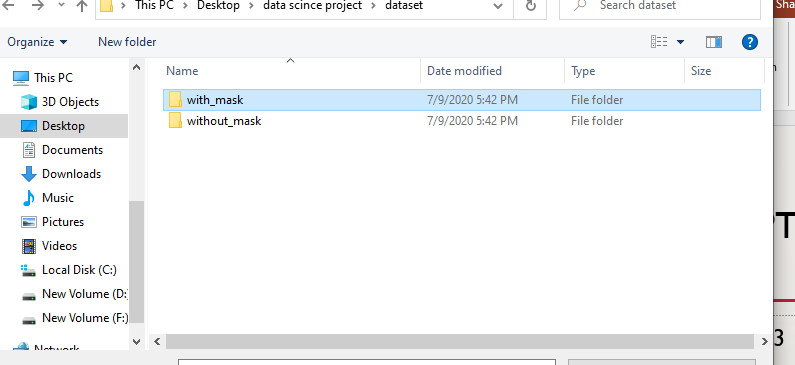 This PC > Desktop > data scince project > dataset
Search dataset
Sha
Organize
New folder
Name
Date modified
Type
Size
This PC
3D Objects
Desktop
Documents
Downloads
Music
Pictures
Videos
Local Disk (C:)
New Volume (D:
New Volume (F:)
Network
with_mask 7/9/2020 5:42 PM File folder
without_mask 7/9/2020 5:42 PM File folder
PT
3